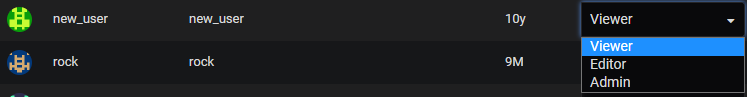 new_user new_user 10y Viewer
Viewer
rock rock 9M Editor
Admin